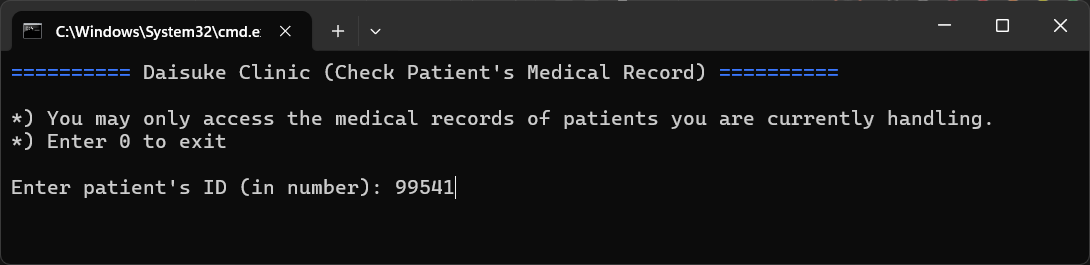 C:\Windows\System32\cmd.e
========== Daisuke Clinic (Check Patient's Medical Record) ==========
*) You may only access the medical records of patients you are currently handling.
*) Enter 0 to exit
Enter patient's ID (in number): 99541